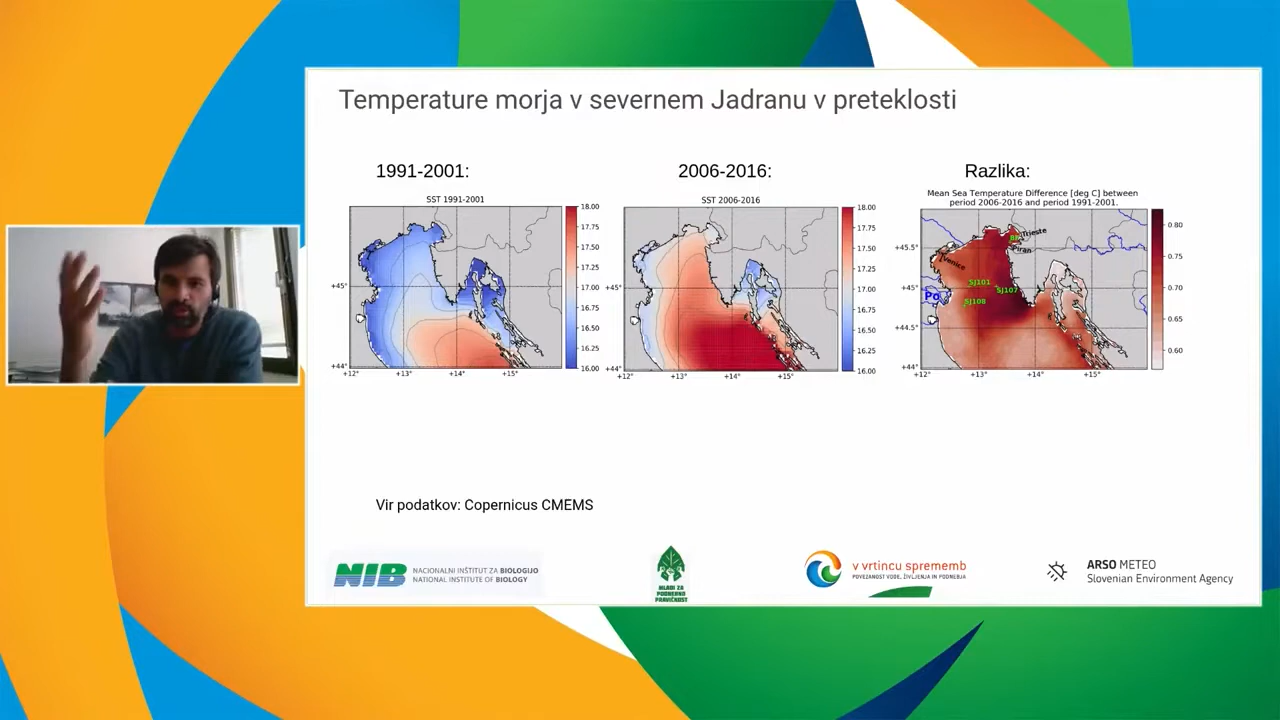 Temperature morja v severnem Jadranu v preteklosti
1991-2001:
2006-2016:
Razlika:
SST 1991-2001
18.00
17.75
17.50
17.25
17.00
16.75
16.50
16.25
16.00
+45°
+44°
+12°
+13°
+14°
+15°
SST 2006-2016
18.00
17.75
17.50
17.25
17.00
16.75
16.50
16.25
16.00
+45°
+44°
+12°
+13°
+14°
+15°
Mean Sea Temperature Difference [deg C] between
period 2006-2016 and period 1991-2001.
0.80
0.75
0.70
0.65
0.60
+45.5°
+45°
+44.5°
+44°
+12°
+13°
+14°
+15°
Trieste
Piran
Venice
Po
SJ101
SJ107
SJ108
Vir podatkov: Copernicus CMEMS
NIB
NACIONALNI INŠTITUT ZA BIOLOGIJO
NATIONAL INSTITUTE OF BIOLOGY
MLADI ZA
PODNEBNO
PRAVIČNOST
v vrtincu sprememb
POVEZANOST VODE, ŽIVLJENJA IN PODNEBJA
ARSO METEO
Slovenian Environment Agency